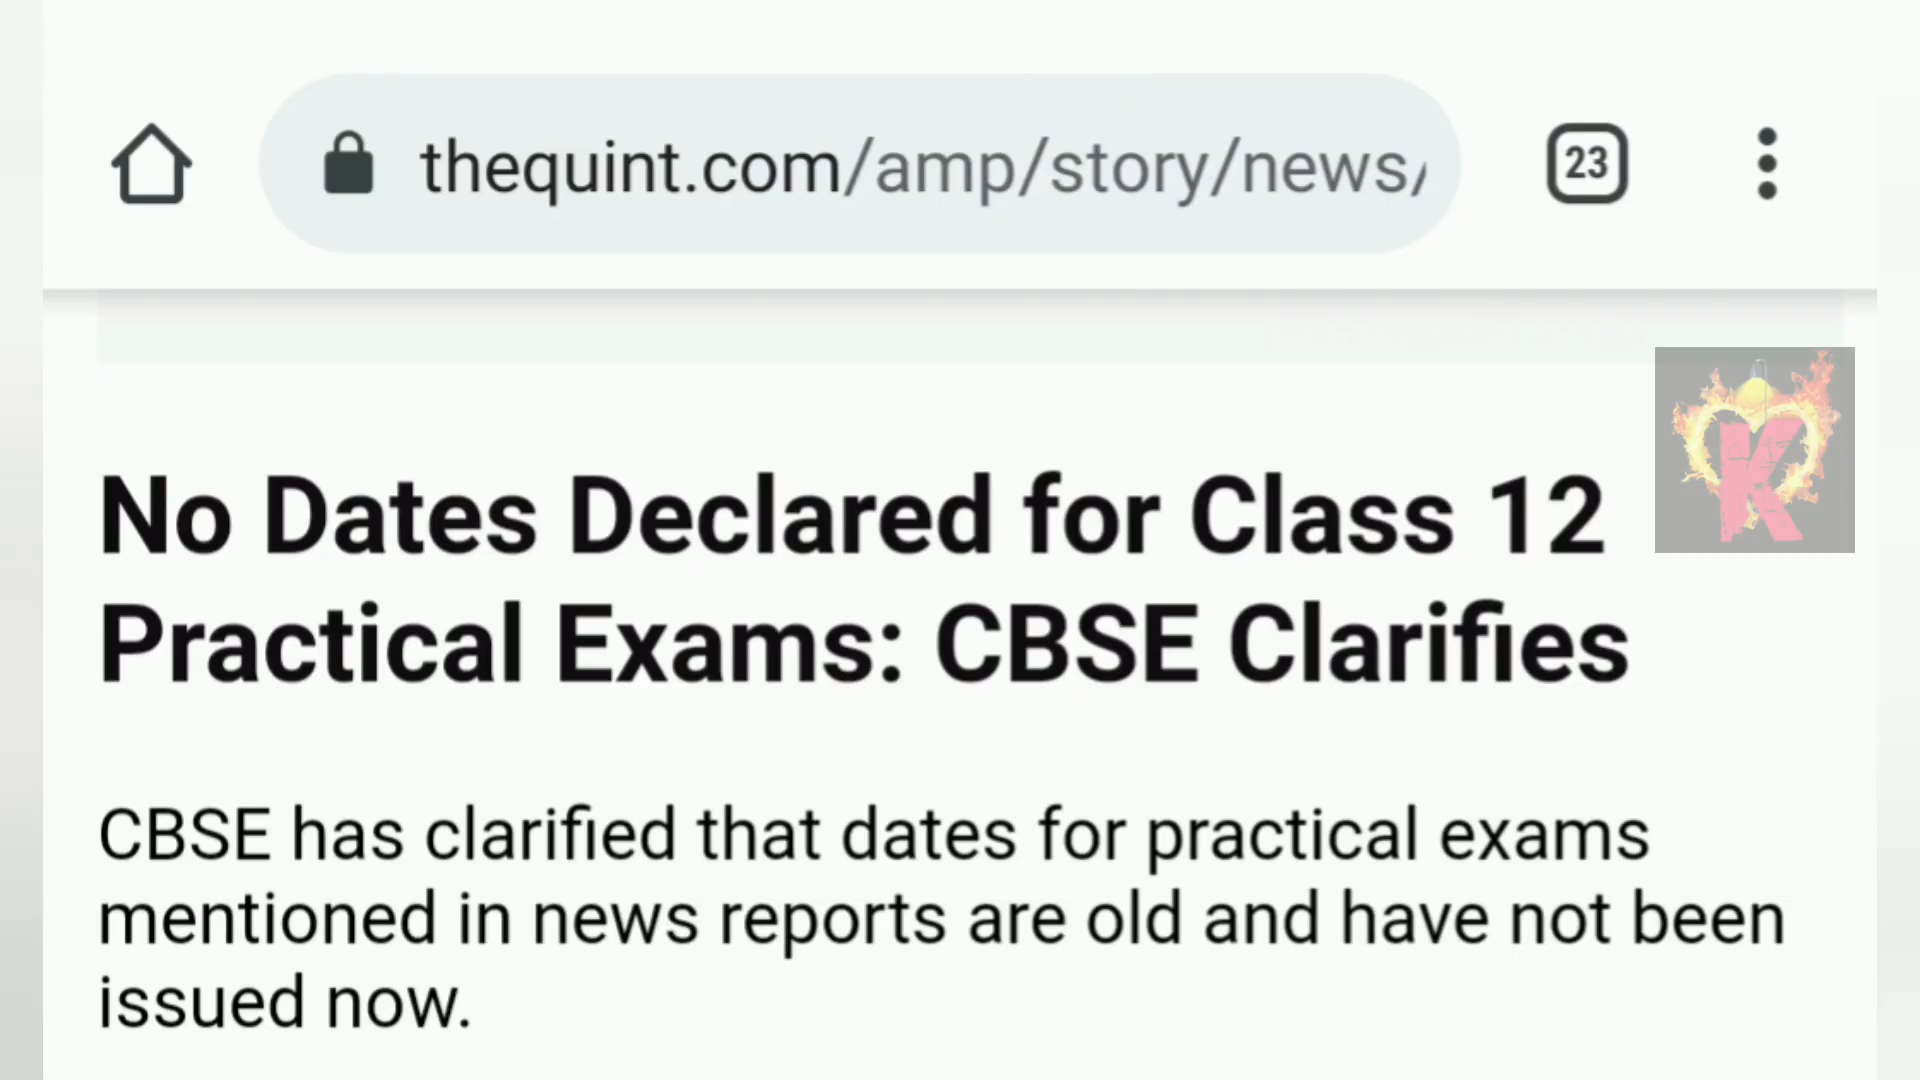 thequint.com/amp/story/news/
23
K
No Dates Declared for Class 12
Practical Exams: CBSE Clarifies
CBSE has clarified that dates for practical exams
mentioned in news reports are old and have not been
issued now.